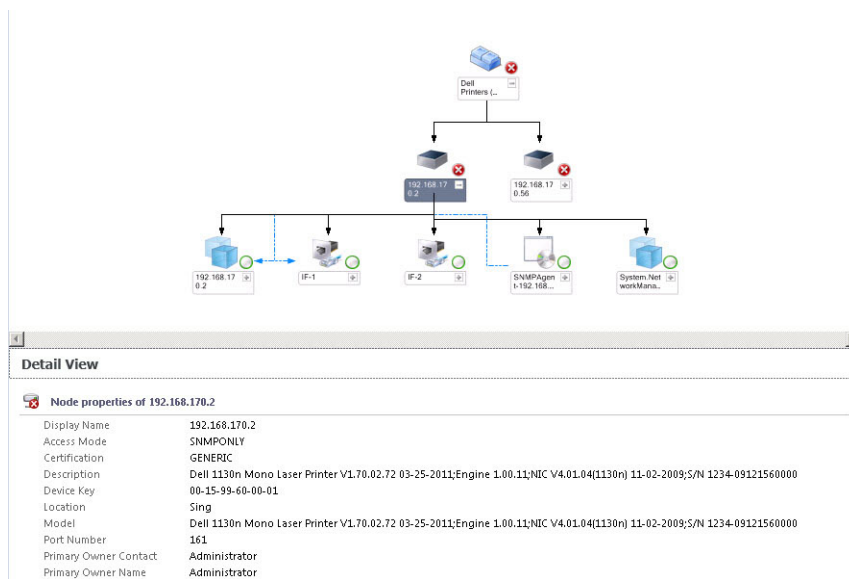 Dell
Printers (...
192.168.17
0.2
192.168.17
0.56
192.168.17
0.2
IF-1
IF-2
SNMPAgen
t-192.168...
System.Net
workMana..
Detail View
Node properties of 192.168.170.2
Display Name 192.168.170.2
Access Mode SNMPONLY
Certification GENERIC
Description Dell 1130n Mono Laser Printer V1.70.02.72 03-25-2011;Engine 1.00.11;NIC V4.01.04(1130n) 11-02-2009;S/N 1234-09121560000
Device Key 00-15-99-60-00-01
Location Sing
Model Dell 1130n Mono Laser Printer V1.70.02.72 03-25-2011;Engine 1.00.11;NIC V4.01.04(1130n) 11-02-2009;S/N 1234-09121560000
Port Number 161
Primary Owner Contact Administrator
Primary Owner Name Administrator